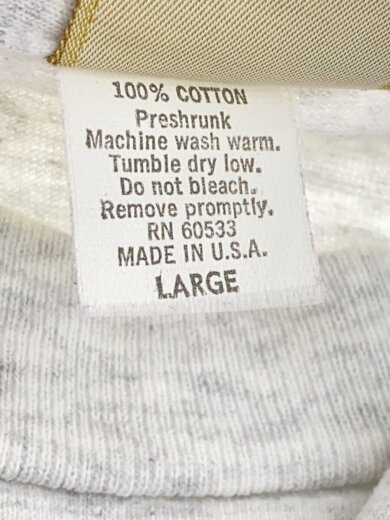 100% COTTON
Preshrunk
Machine wash warm.
Tumble dry low.
Do not bleach.
Remove promptly.
RN 60533
MADE IN U.S.A.
LARGE